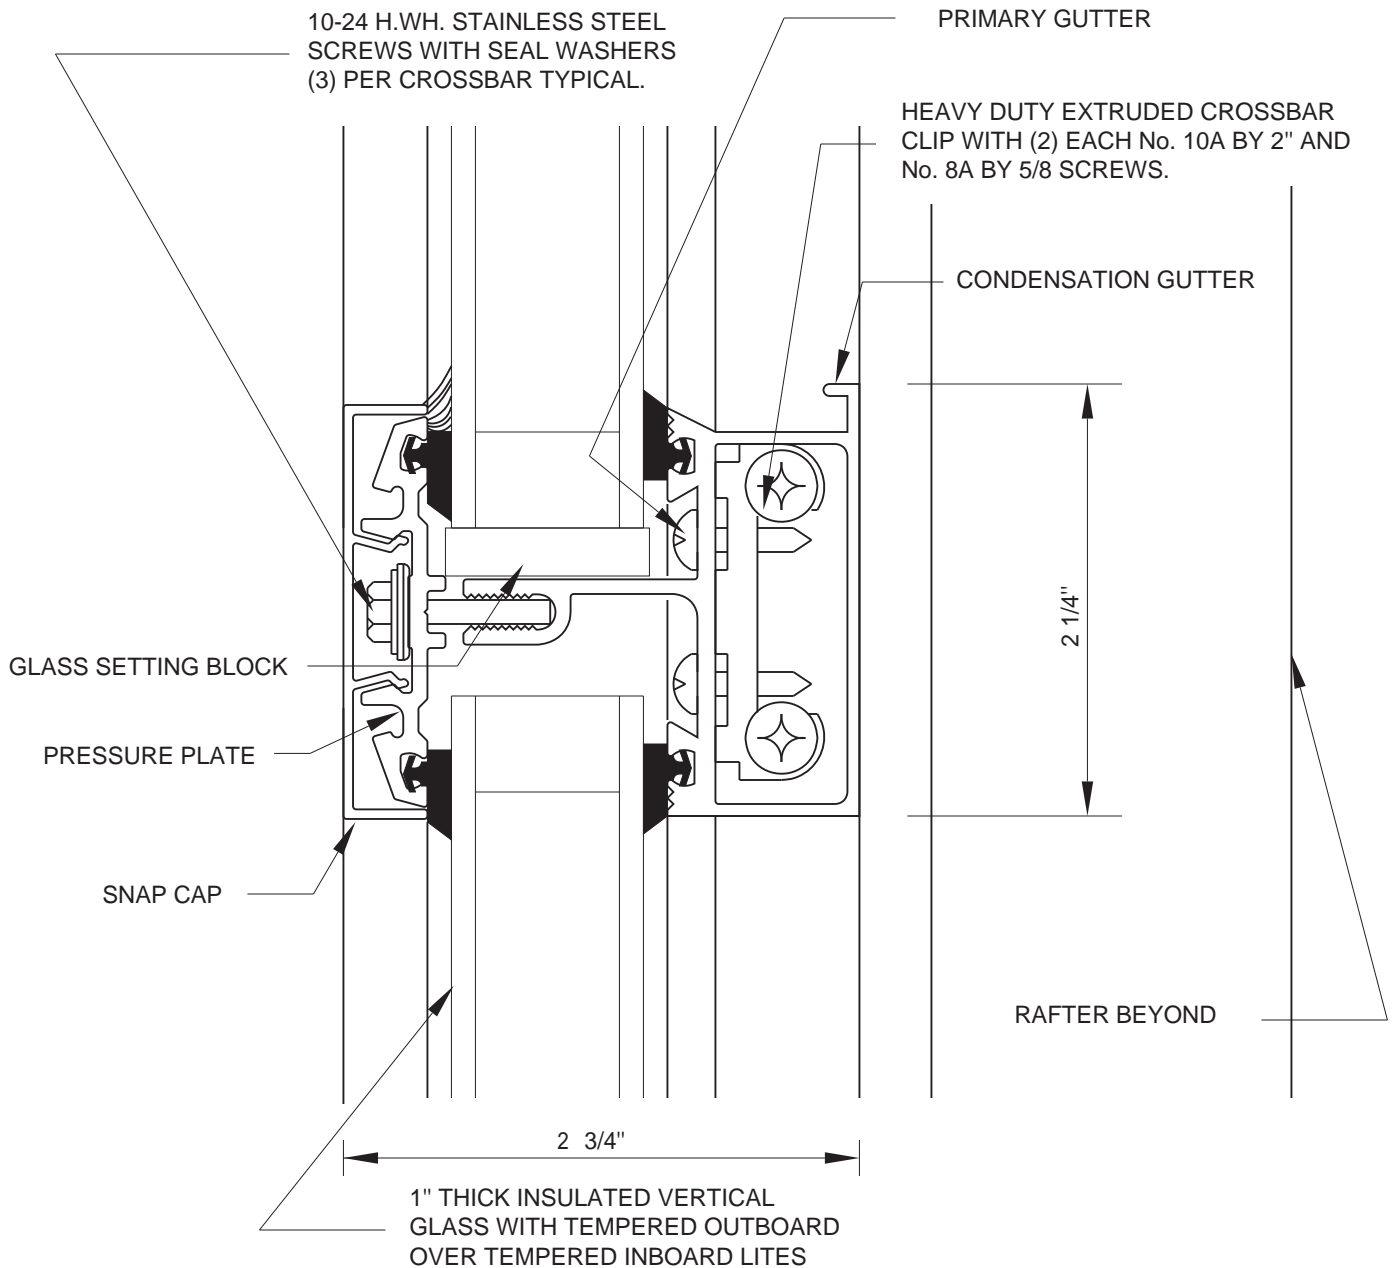 10-24 H.WH. STAINLESS STEEL
SCREWS WITH SEAL WASHERS
(3) PER CROSSBAR TYPICAL.
PRIMARY GUTTER
HEAVY DUTY EXTRUDED CROSSBAR
CLIP WITH (2) EACH No. 10A BY 2" AND
No. 8A BY 5/8 SCREWS.
CONDENSATION GUTTER
2 1/4"
GLASS SETTING BLOCK
PRESSURE PLATE
SNAP CAP
RAFTER BEYOND
2 3/4"
1" THICK INSULATED VERTICAL
GLASS WITH TEMPERED OUTBOARD
OVER TEMPERED INBOARD LITES